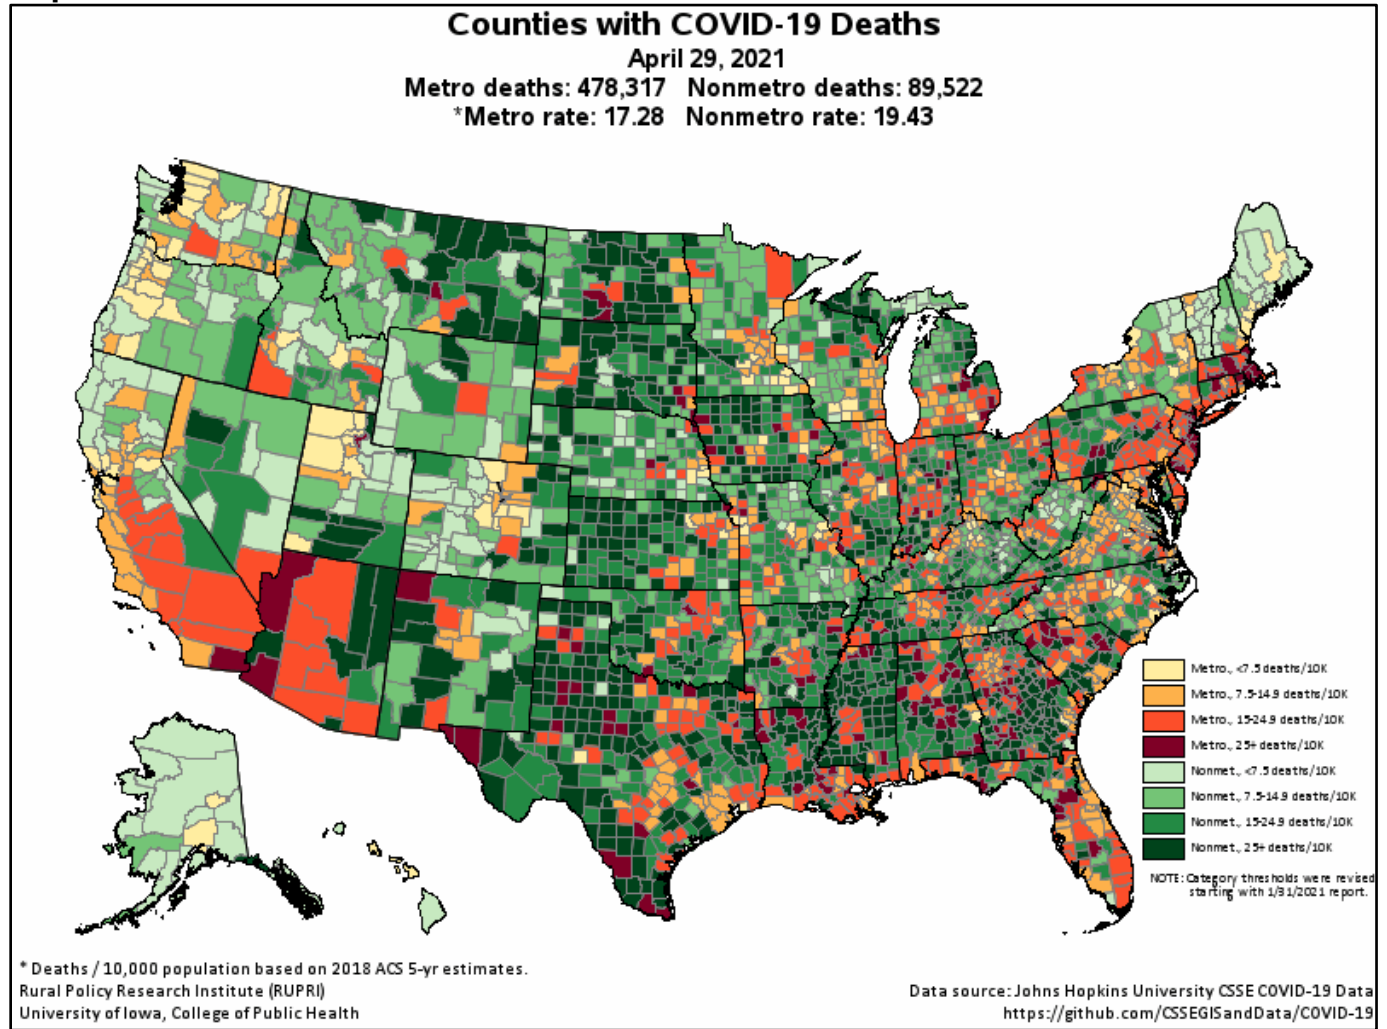 Counties with COVID-19 Deaths
April 29, 2021
Metro deaths: 478,317 Nonmetro deaths: 89,522
*Metro rate: 17.28 Nonmetro rate: 19.43
Metro., <7.5 deaths/10K
Metro., 7.5-14.9 deaths/10K
Metro., 15-24.9 deaths/10K
Metro., 25+ deaths/10K
Nonmet., <7.5 deaths/10K
Nonmet., 7.5-14.9 deaths/10K
Nonmet., 15-24.9 deaths/10K
Nonmet., 25+ deaths/10K
NOTE: Category thresholds were revised
starting with 1/31/2021 report.
* Deaths / 10,000 population based on 2018 ACS 5-yr estimates.
Rural Policy Research Institute (RUPRI)
University of Iowa, College of Public Health
Data source: Johns Hopkins University CSSE COVID-19 Data
https://github.com/CSSEGISandData/COVID-19